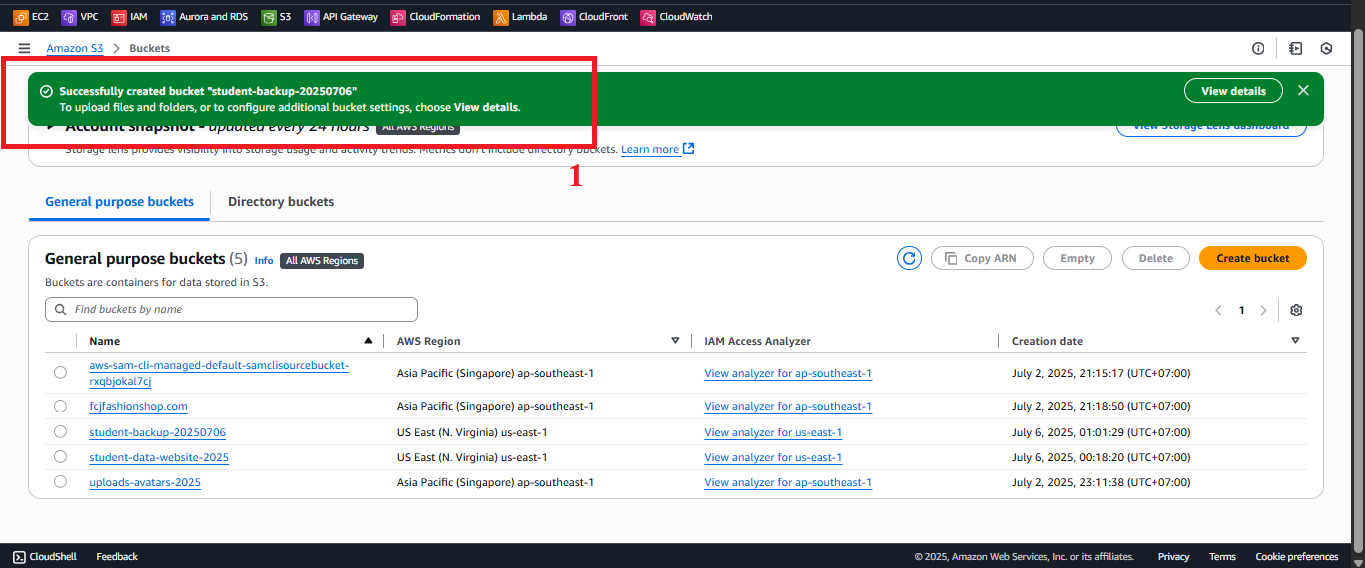 EC2 VPC IAM Aurora and RDS S3 API Gateway CloudFormation Lambda CloudFront CloudWatch
Amazon S3 > Buckets
Successfully created bucket "student-backup-20250706"
To upload files and folders, or to configure additional bucket settings, choose View details.
View details
Account snapshot - updated every 24 hours All AWS Regions
View Storage Lens dashboard
Storage lens provides visibility into storage usage and activity trends. Metrics don't include directory buckets. Learn more
1
General purpose buckets Directory buckets
General purpose buckets (5) Info All AWS Regions
Copy ARN Empty Delete Create bucket
Buckets are containers for data stored in S3.
Find buckets by name
1
Name AWS Region IAM Access Analyzer Creation date
aws-sam-cli-managed-default-samclisourcebucket-
rxqbjokal7cj
Asia Pacific (Singapore) ap-southeast-1 View analyzer for ap-southeast-1 July 2, 2025, 21:15:17 (UTC+07:00)
fcjfashionshop.com Asia Pacific (Singapore) ap-southeast-1 View analyzer for ap-southeast-1 July 2, 2025, 21:18:50 (UTC+07:00)
student-backup-20250706 US East (N. Virginia) us-east-1 View analyzer for us-east-1 July 6, 2025, 01:01:29 (UTC+07:00)
student-data-website-2025 US East (N. Virginia) us-east-1 View analyzer for us-east-1 July 6, 2025, 00:18:20 (UTC+07:00)
uploads-avatars-2025 Asia Pacific (Singapore) ap-southeast-1 View analyzer for ap-southeast-1 July 2, 2025, 23:11:38 (UTC+07:00)
CloudShell Feedback © 2025, Amazon Web Services, Inc. or its affiliates. Privacy Terms Cookie preferences